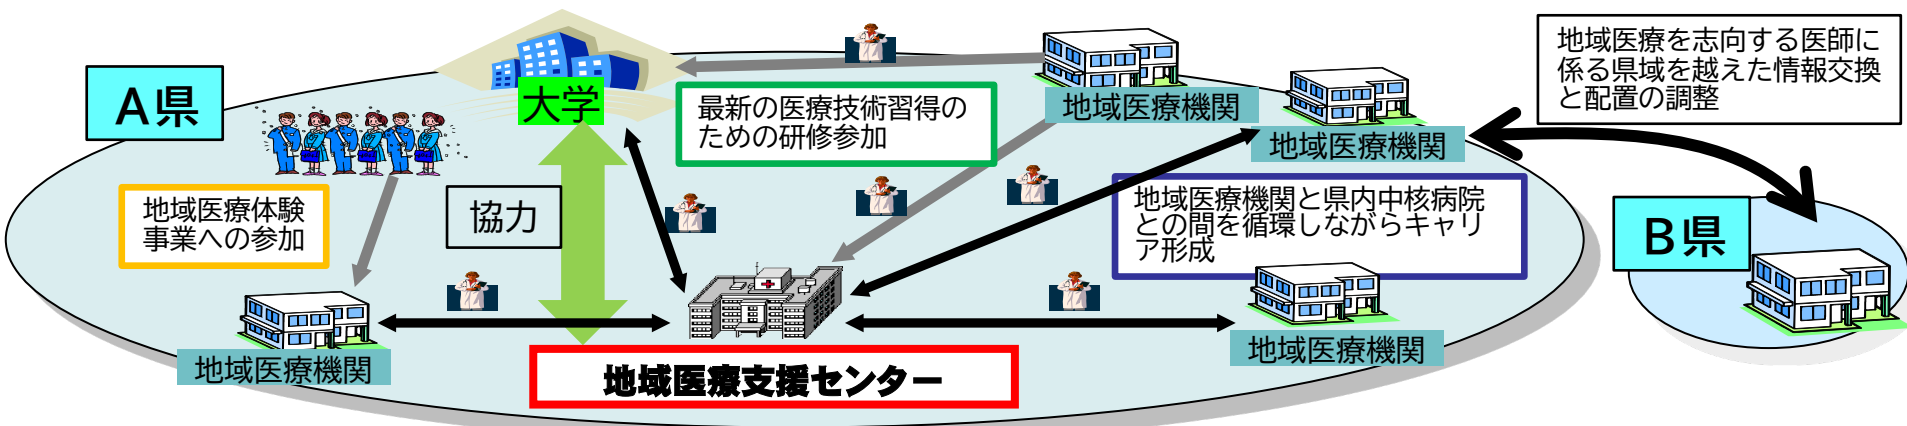 A県
大学
地域医療体験
事業への参加
協力
最新の医療技術習得の
ための研修参加
地域医療機関
地域医療機関
地域医療を志向する医師に
係る県域を越えた情報交換
と配置の調整
地域医療機関と県内中核病院
との間を循環しながらキャリ
ア形成
B県
地域医療機関
地域医療機関
地域医療支援センター